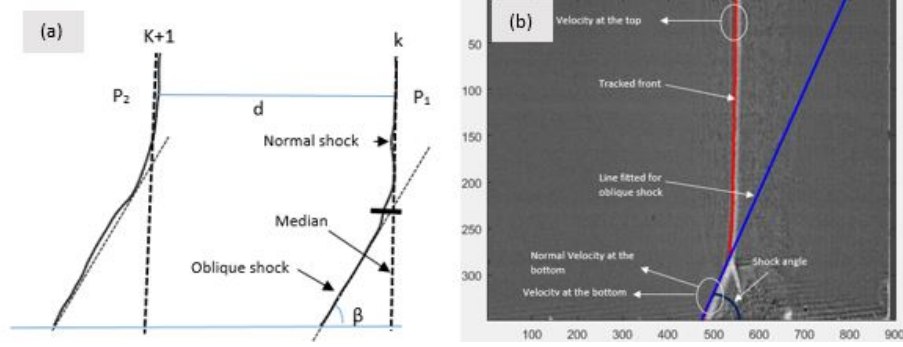 (a)
K+1
k
P2
P1
d
Normal shock
Median
Oblique shock
β
(b)
Velocity at the top
Tracked front
Line fitted for
oblique shock
Normal Velocity at the
bottom
Shock angle
Velocity at the bottom
50
100
150
200
250
300
100
200
300
400
500
600
700
800
900